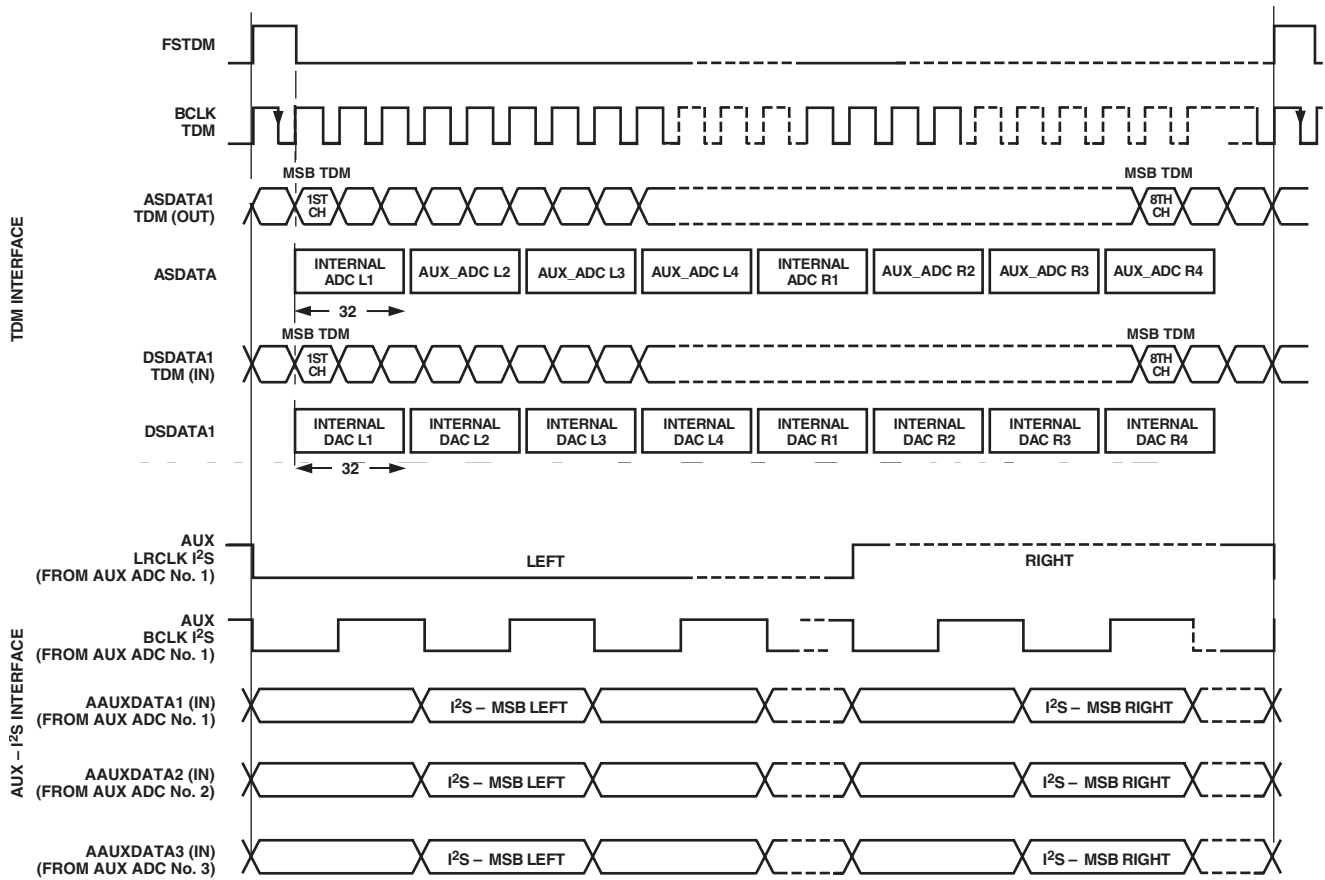 FSTDM
BCLK
TDM
MSB TDM
MSB TDM
ASDATA1
TDM (OUT)
1ST
CH
8TH
CH
ASDATA
INTERNAL
ADC L1
AUX_ADC L2
AUX_ADC L3
AUX_ADC L4
INTERNAL
ADC R1
AUX_ADC R2
AUX_ADC R3
AUX_ADC R4
32
TDM INTERFACE
MSB TDM
MSB TDM
DSDATA1
TDM (IN)
1ST
CH
8TH
CH
DSDATA1
INTERNAL
DAC L1
INTERNAL
DAC L2
INTERNAL
DAC L3
INTERNAL
DAC L4
INTERNAL
DAC R1
INTERNAL
DAC R2
INTERNAL
DAC R3
INTERNAL
DAC R4
32
AUX
LRCLK I²S
(FROM AUX ADC No. 1)
LEFT
RIGHT
AUX
BCLK I²S
(FROM AUX ADC No. 1)
AUX – I²S INTERFACE
AAUXDATA1 (IN)
(FROM AUX ADC No. 1)
I²S – MSB LEFT
I²S – MSB RIGHT
AAUXDATA2 (IN)
(FROM AUX ADC No. 2)
I²S – MSB LEFT
I²S – MSB RIGHT
AAUXDATA3 (IN)
(FROM AUX ADC No. 3)
I²S – MSB LEFT
I²S – MSB RIGHT